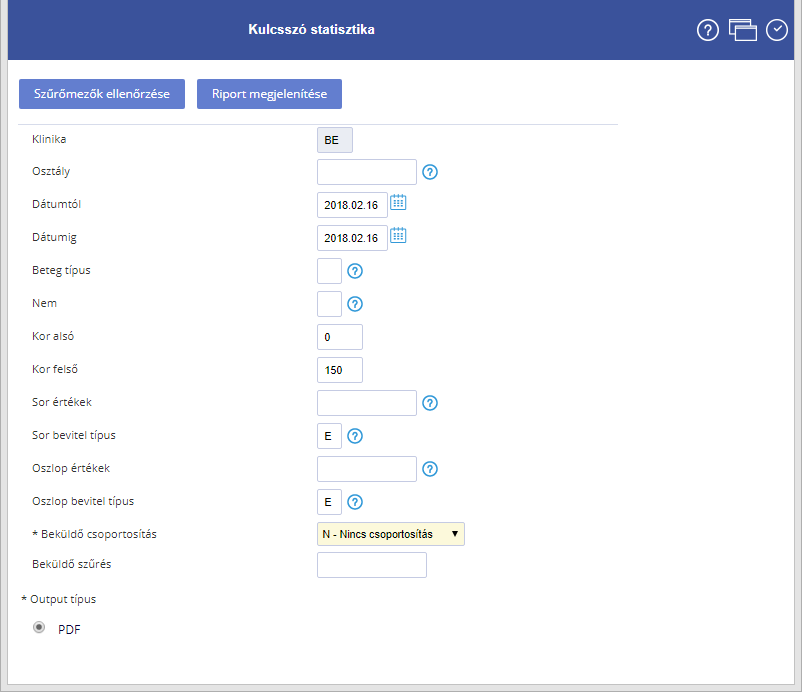 Kulcsszó statisztika
Szűrőmezők ellenőrzése Riport megjelenítése
Klinika BE
Osztály
Dátumtól 2018.02.16
Dátumig 2018.02.16
Beteg típus
Nem
Kor alsó 0
Kor felső 150
Sor értékek
Sor bevitel típus E
Oszlop értékek
Oszlop bevitel típus E
* Beküldő csoportosítás N - Nincs csoportosítás
Beküldő szűrés
* Output típus
PDF